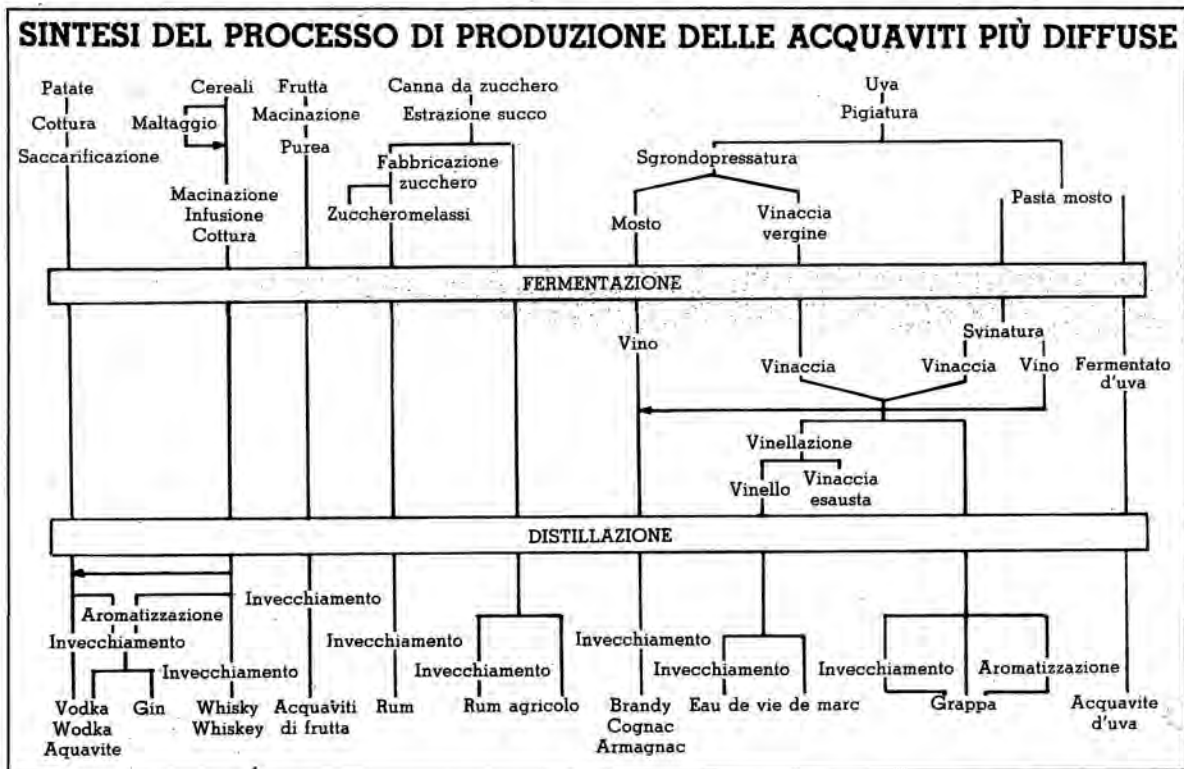 SINTESI DEL PROCESSO DI PRODUZIONE DELLE ACQUAVITI PIÙ DIFFUSE
Patate
Cereali
Frutta
Canna da zucchero
Uva
Cottura
Maltaggio
Macinazione
Estrazione succo
Pigiatura
Saccarificazione
Purea
Fabbricazione
zucchero
Sgrondopressatura
Macinazione
Infusione
Cottura
Zuccheromelassi
Mosto
Vinaccia
vergine
Pasta mosto
FERMENTAZIONE
Vino
Svinatura
Vinaccia
Vinaccia
Vino
Fermentato
d'uva
Vinellazione
Vinello
Vinaccia
esausta
DISTILLAZIONE
Aromatizzazione
Invecchiamento
Invecchiamento
Invecchiamento
Invecchiamento
Invecchiamento
Invecchiamento
Invecchiamento
Invecchiamento
Aromatizzazione
Vodka
Wodka
Aquavite
Gin
Whisky
Whiskey
Acquaviti
di frutta
Rum
Rum agricolo
Brandy
Cognac
Armagnac
Eau de vie de marc
Grappa
Acquavite
d'uva